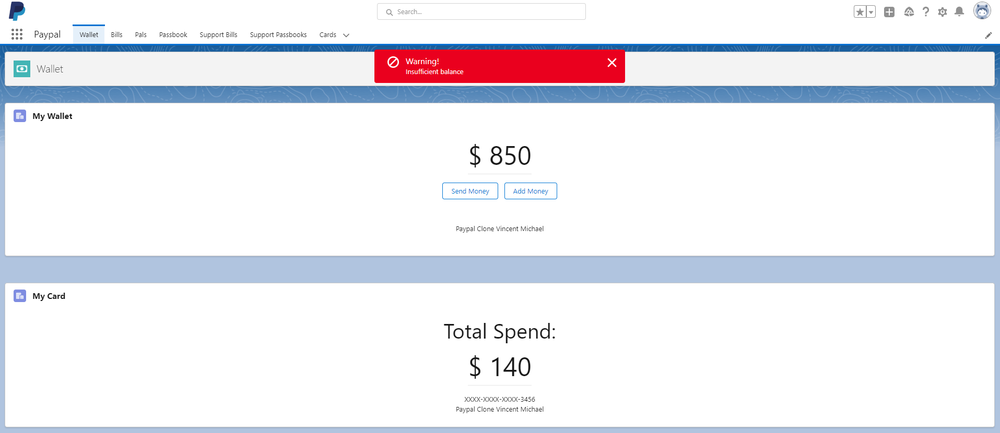 Search...
Paypal
Wallet
Bills
Pals
Passbook
Support Bills
Support Passbooks
Cards
Warning!
Insufficient balance
Wallet
My Wallet
$ 850
Send Money
Add Money
Paypal Clone Vincent Michael
My Card
Total Spend:
$ 140
XXXX-XXXX-XXXX-3456
Paypal Clone Vincent Michael